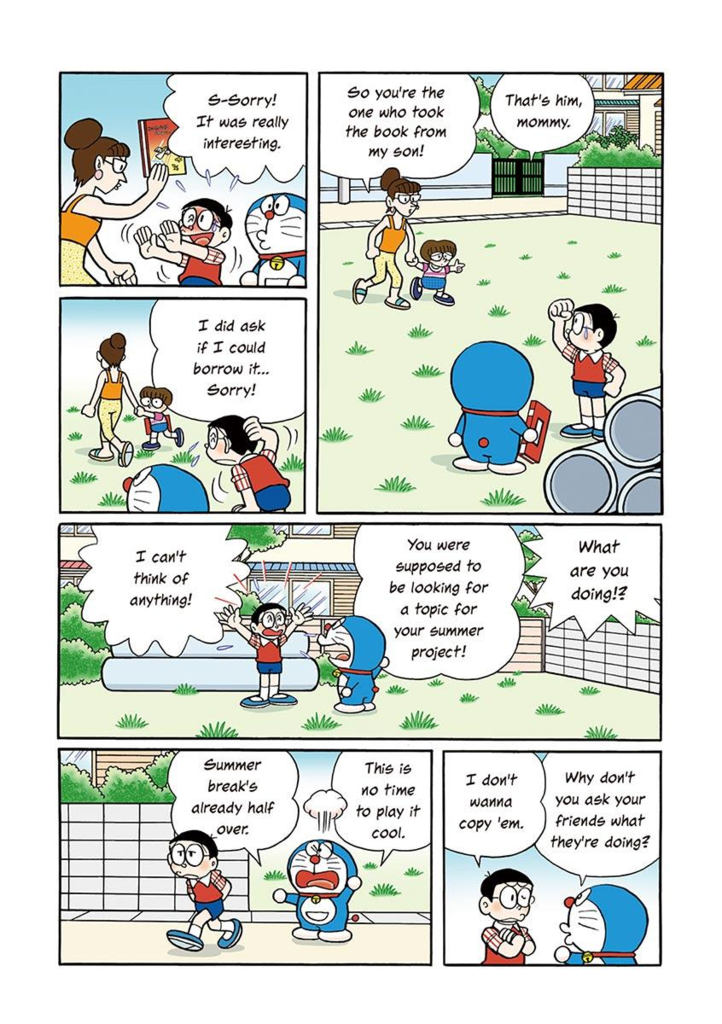 That's him,
mommy.
So you're the
one who took
the book from
my son!
S-Sorry!
It was really
interesting.
I did ask
if I could
borrow it...
Sorry!
What
are you
doing!?
You were
supposed to
be looking for
a topic for
your summer
project!
I can't
think of
anything!
Why don't
you ask your
friends what
they're doing?
I don't
wanna
copy 'em.
This is
no time
to play it
cool.
Summer
break's
already half
over.